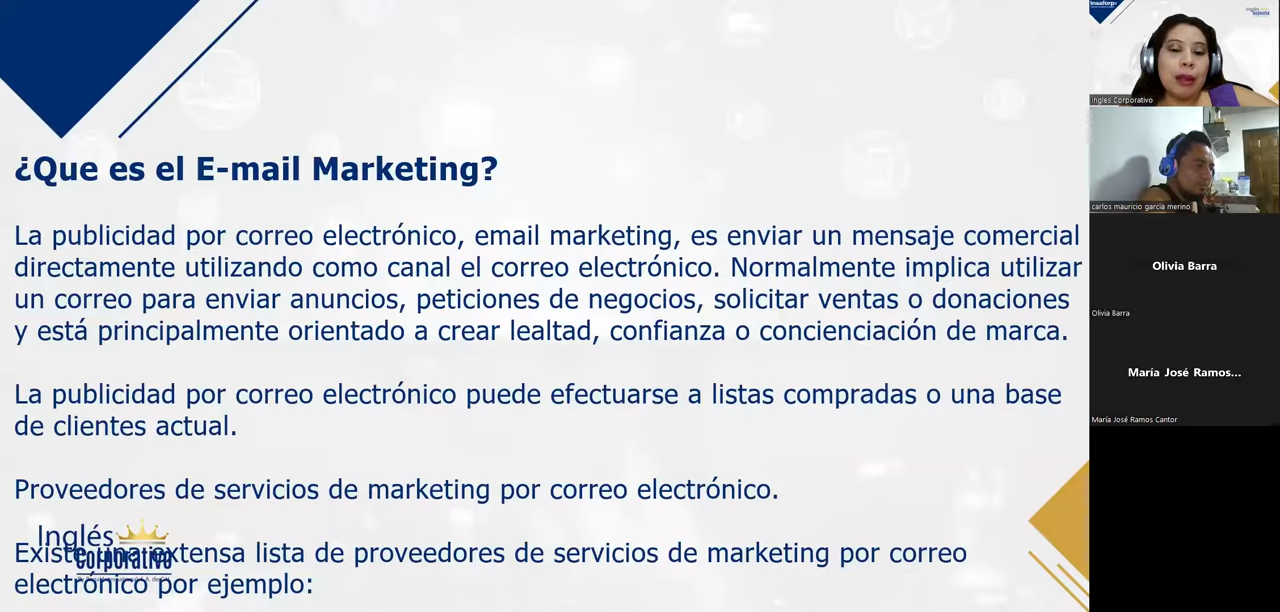 ¿Que es el E-mail Marketing?
La publicidad por correo electrónico, email marketing, es enviar un mensaje comercial
directamente utilizando como canal el correo electrónico. Normalmente implica utilizar
un correo para enviar anuncios, peticiones de negocios, solicitar ventas o donaciones
y está principalmente orientado a crear lealtad, confianza o concienciación de marca.
La publicidad por correo electrónico puede efectuarse a listas compradas o una base
de clientes actual.
Proveedores de servicios de marketing por correo electrónico.
Existe una extensa lista de proveedores de servicios de marketing por correo
electrónico por ejemplo:
Inglés
Corporativo
Insaforp
Ingles Corporativo
carlos mauricio garcia merino
Olivia Barra
Olivia Barra
María José Ramos...
María José Ramos Cantor